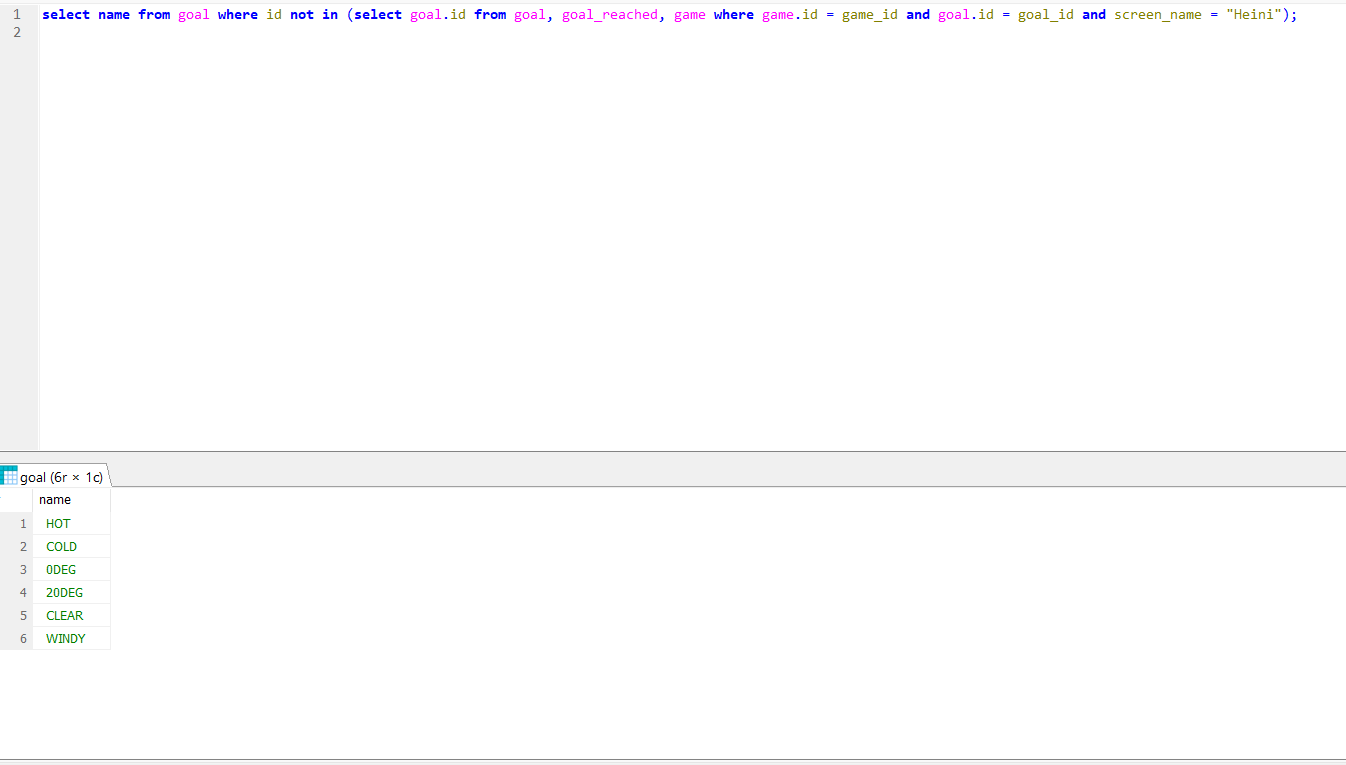 1 select name from goal where id not in (select goal.id from goal, goal_reached, game where game.id = game_id and goal.id = goal_id and screen_name = "Heini");
2
goal (6r × 1c)
name
1 HOT
2 COLD
3 0DEG
4 20DEG
5 CLEAR
6 WINDY